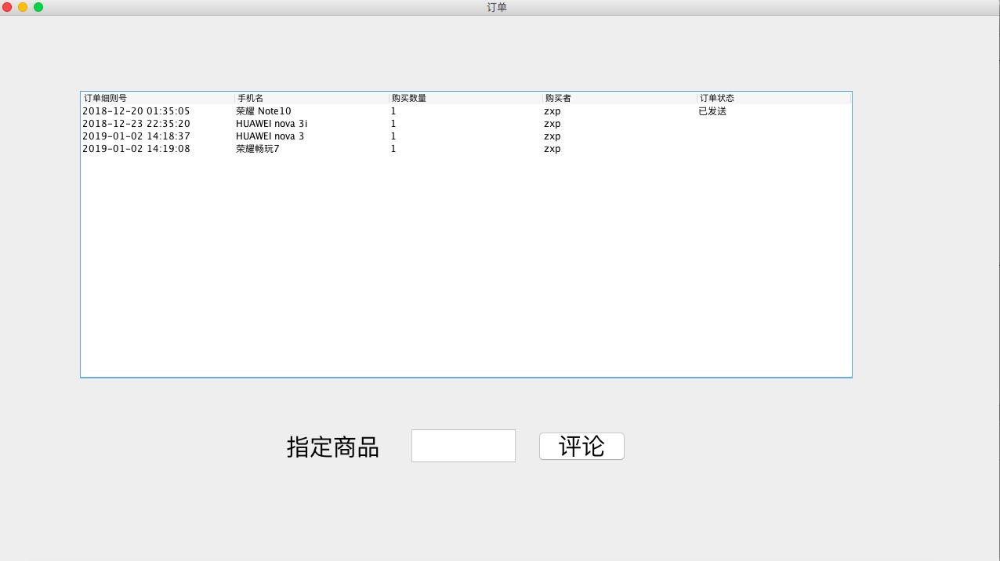 订单
订单细则号 手机名 购买数量 购买者 订单状态
2018-12-20 01:35:05 荣耀 Note10 1 zxp 已发送
2018-12-23 22:35:20 HUAWEI nova 3i 1 zxp
2019-01-02 14:18:37 HUAWEI nova 3 1 zxp
2019-01-02 14:19:08 荣耀畅玩7 1 zxp
指定商品 评论